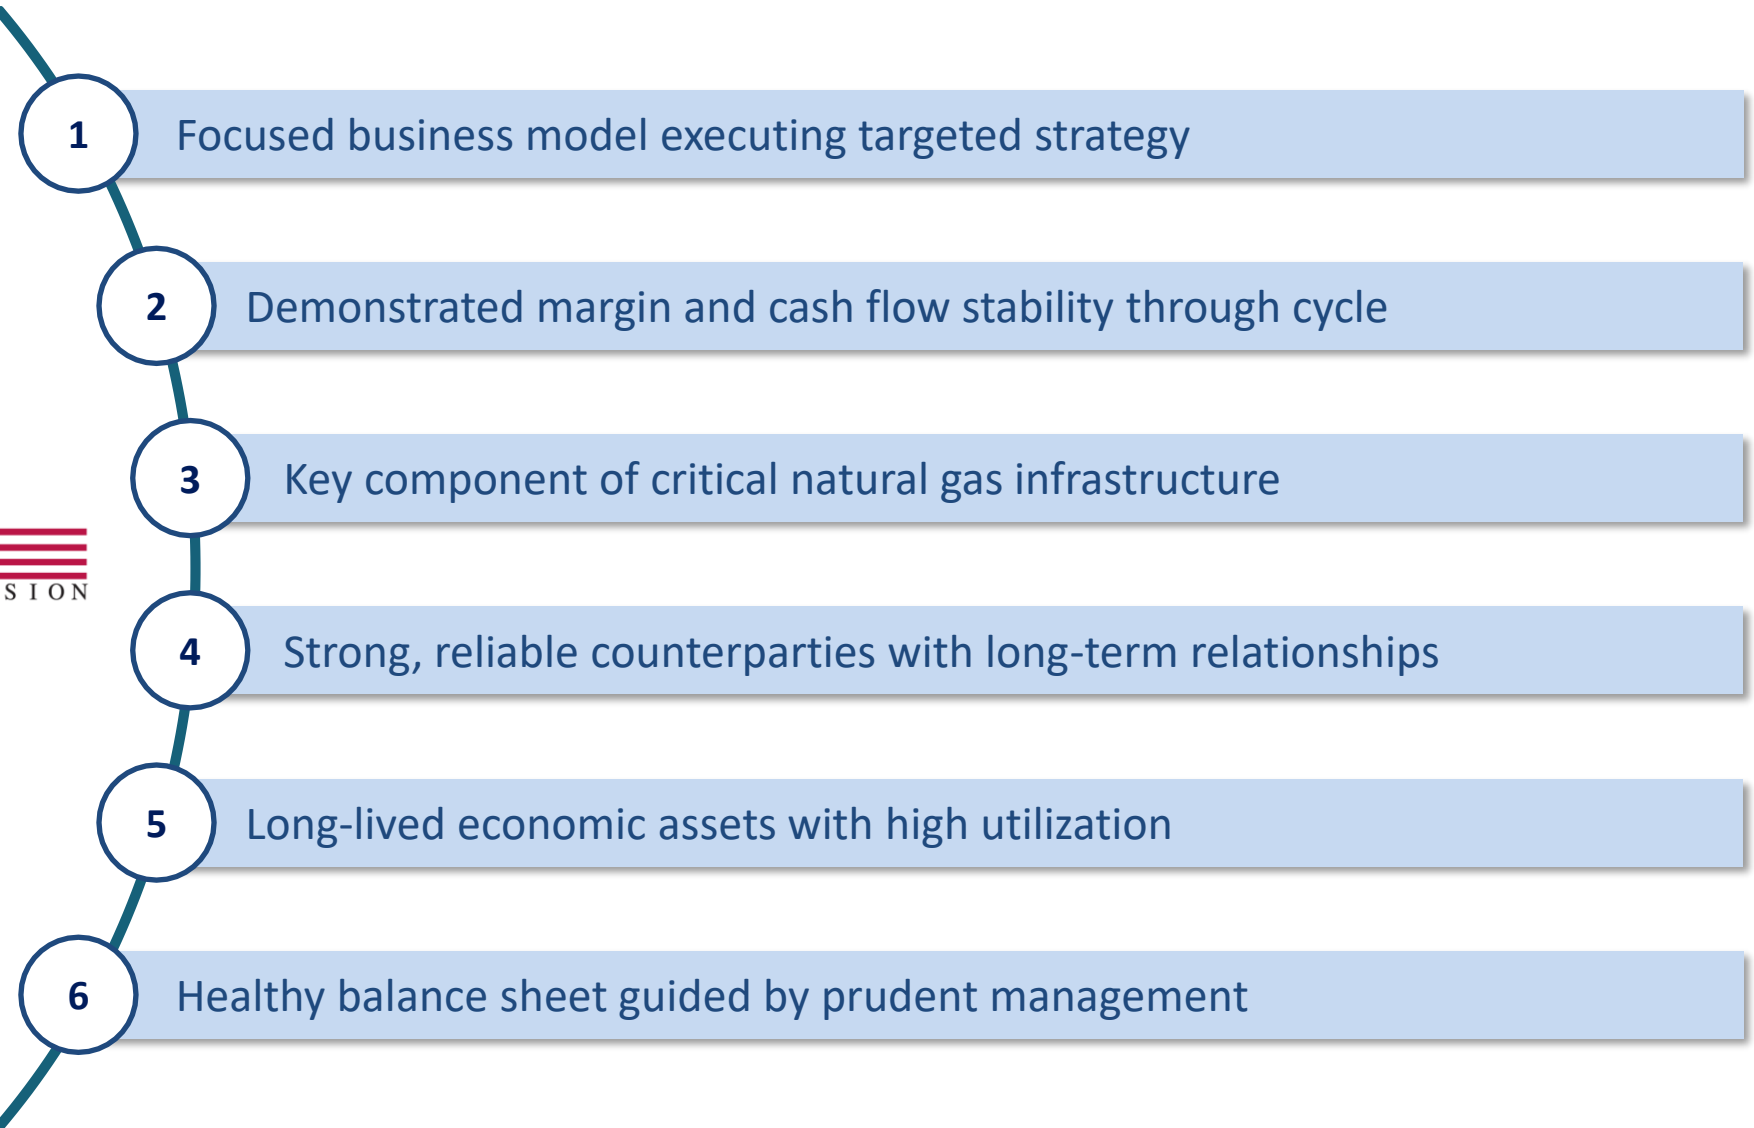 1 Focused business model executing targeted strategy
2 Demonstrated margin and cash flow stability through cycle
3 Key component of critical natural gas infrastructure
SION
4 Strong, reliable counterparties with long-term relationships
5 Long-lived economic assets with high utilization
6 Healthy balance sheet guided by prudent management